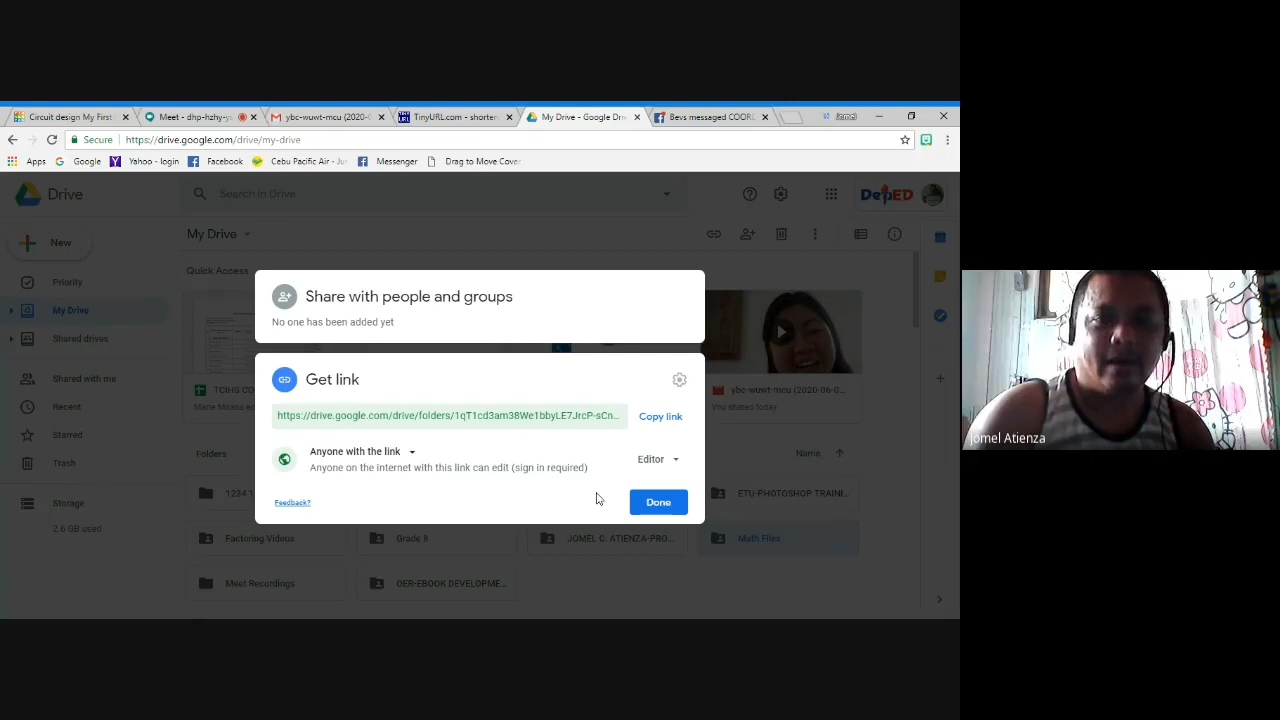 Circuit design My First
Meet - dhp-hzhy-y
ybc-wuwt-mcu (2020-0
TinyURL.com - shorten
My Drive - Google Dri
Bevs messaged COORD
Jomel
Secure
https://drive.google.com/drive/my-drive
Apps
Google
Yahoo - login
Facebook
Cebu Pacific Air - Ju
Messenger
Drag to Move Cover
Drive
Search in Drive
DepED
New
My Drive
Quick Access
Priority
My Drive
Shared drives
Shared with me
Recent
Starred
Trash
Storage
2.6 GB used
Share with people and groups
No one has been added yet
Get link
https://drive.google.com/drive/folders/1qT1cd3am38We1bbyLE7JrcP-sCn...
Copy link
Anyone with the link
Anyone on the internet with this link can edit (sign in required)
Editor
Feedback?
Done
TCIHS CO
ybc-wuwt-mcu (2020-06-0...
You shared today
Folders
Name
1234
ETU-PHOTOSHOP TRAINI...
Factoring Videos
Grade 8
JOMEL C. ATIENZA-PRO...
Math Files
Meet Recordings
OER-EBOOK DEVELOPME...
Jomel Atienza